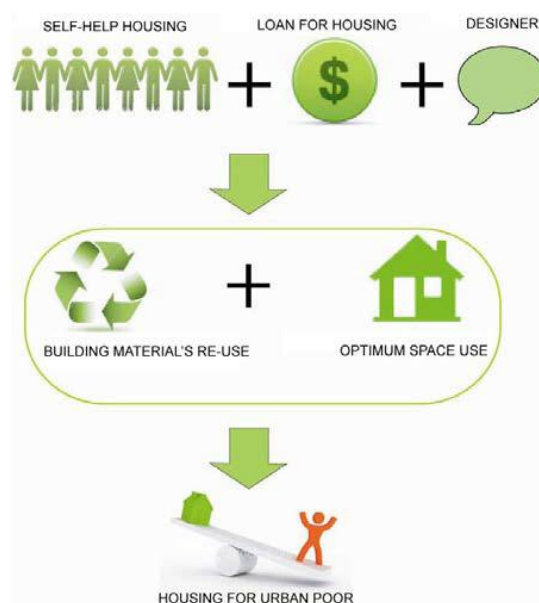 SELF-HELP HOUSING
LOAN FOR HOUSING
DESIGNER
$
BUILDING MATERIAL'S RE-USE
OPTIMUM SPACE USE
HOUSING FOR URBAN POOR